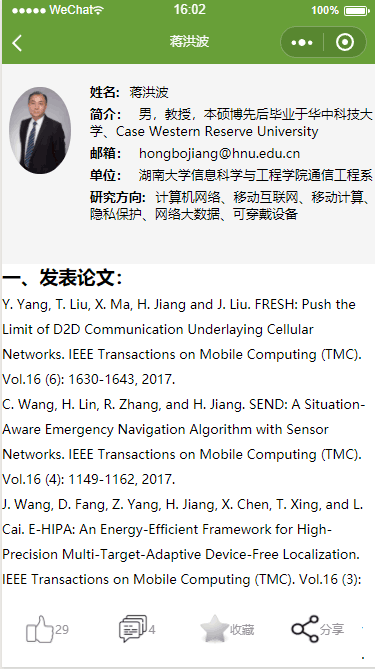 WeChat 16:02 100%
蒋洪波
姓名: 蒋洪波
简介: 男，教授，本硕博先后毕业于华中科技大
学、Case Western Reserve University
邮箱: hongbojiang@hnu.edu.cn
单位: 湖南大学信息科学与工程学院通信工程系
研究方向: 计算机网络、移动互联网、移动计算、
隐私保护、网络大数据、可穿戴设备
一、发表论文:
Y. Yang, T. Liu, X. Ma, H. Jiang and J. Liu. FRESH: Push the
Limit of D2D Communication Underlaying Cellular
Networks. IEEE Transactions on Mobile Computing (TMC).
Vol.16 (6): 1630-1643, 2017.
C. Wang, H. Lin, R. Zhang, and H. Jiang. SEND: A Situation-
Aware Emergency Navigation Algorithm with Sensor
Networks. IEEE Transactions on Mobile Computing (TMC).
Vol.16 (4): 1149-1162, 2017.
J. Wang, D. Fang, Z. Yang, H. Jiang, X. Chen, T. Xing, and L.
Cai. E-HIPA: An Energy-Efficient Framework for High-
Precision Multi-Target-Adaptive Device-Free Localization.
IEEE Transactions on Mobile Computing (TMC). Vol.16 (3):
29 4 收藏 分享